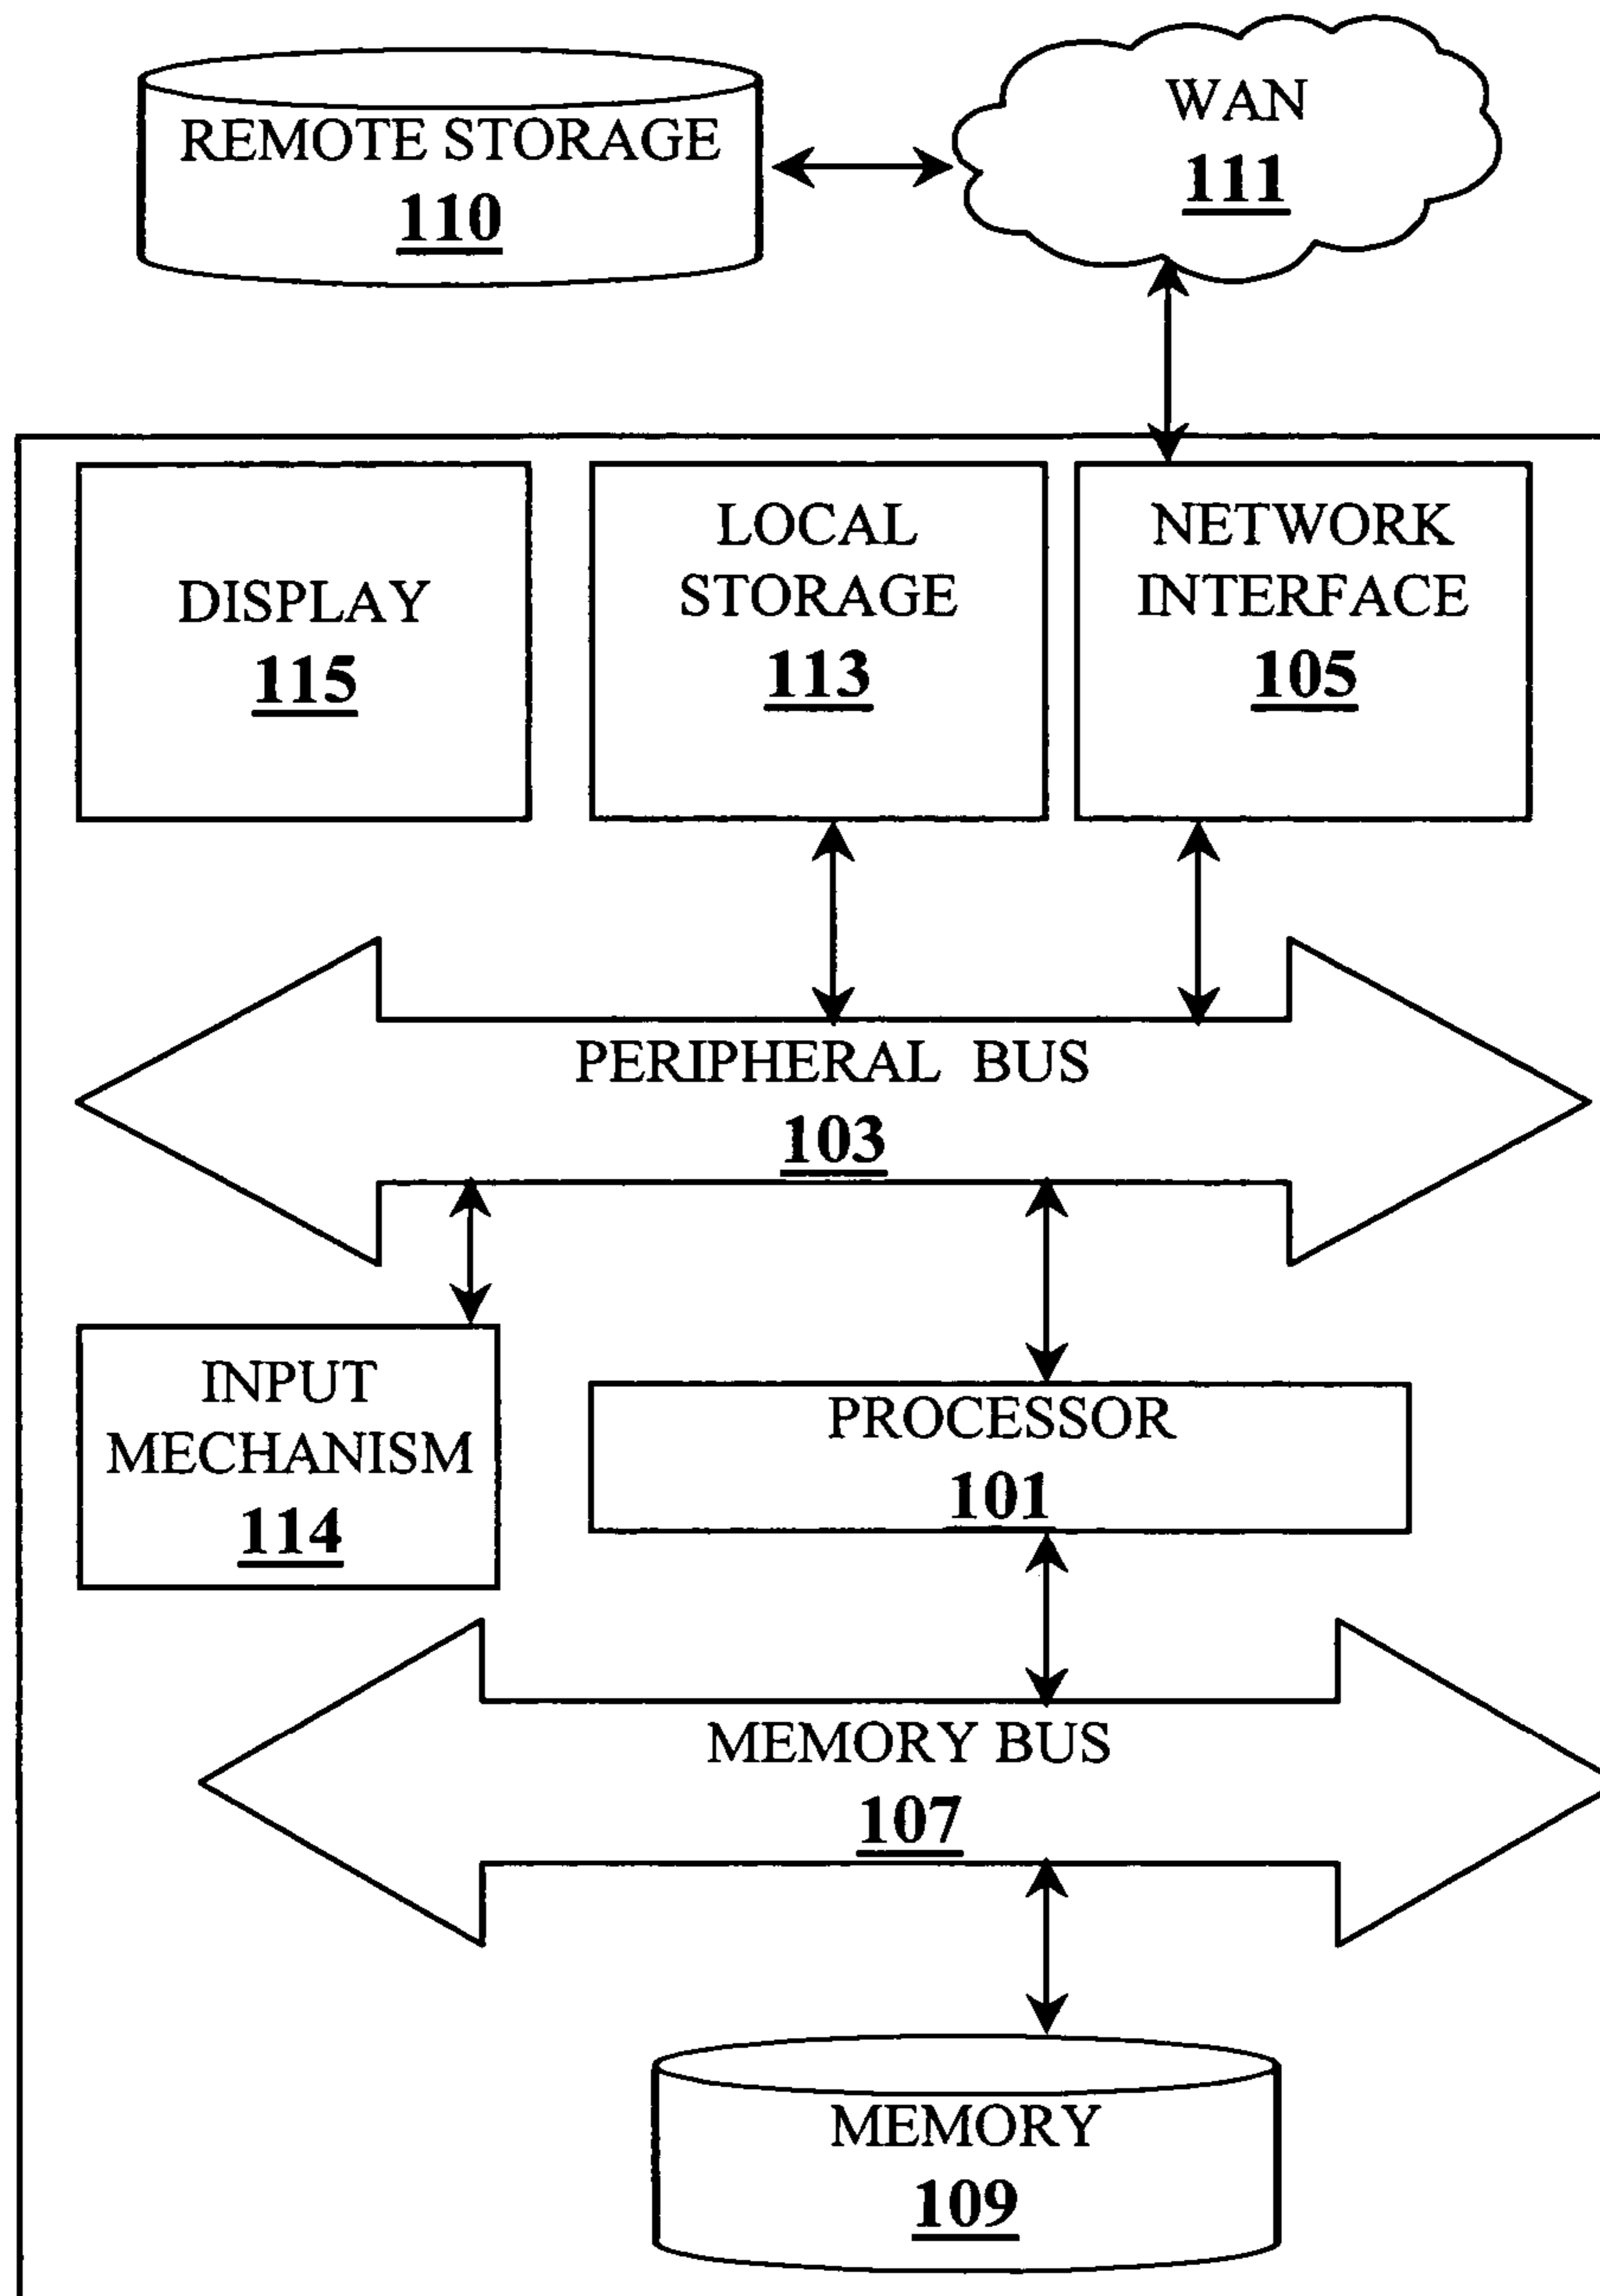 REMOTE STORAGE
110
WAN
111
DISPLAY
115
LOCAL
STORAGE
113
NETWORK
INTERFACE
105
PERIPHERAL BUS
103
INPUT
MECHANISM
114
PROCESSOR
101
MEMORY BUS
107
MEMORY
109